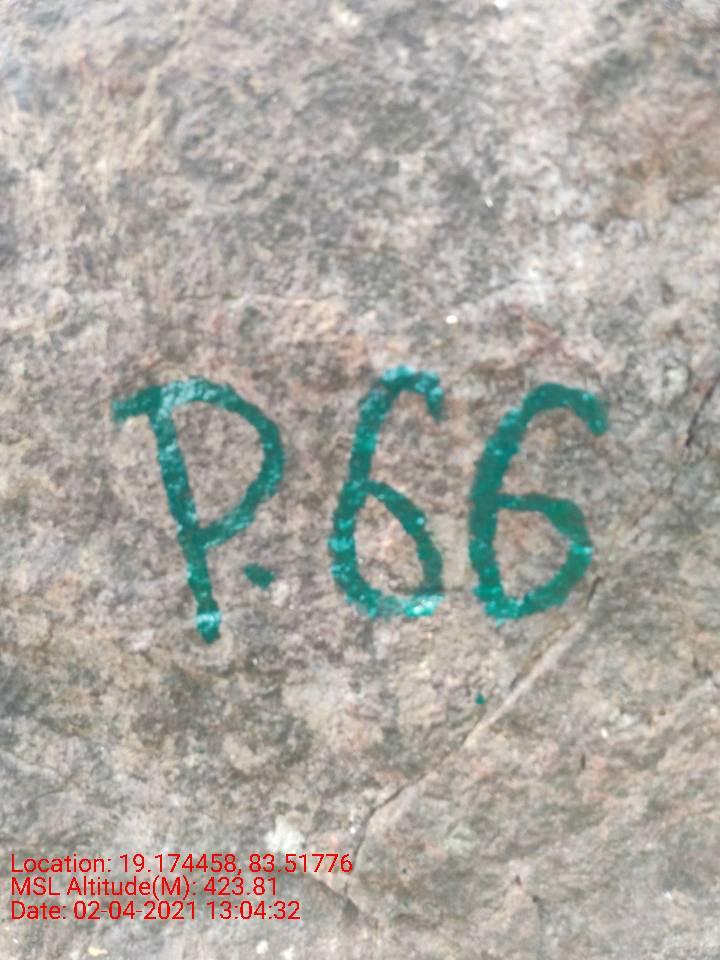 P.66
Location: 19.174458, 83.51776
MSL Altitude(M): 423.81
Date: 02-04-2021 13:04:32